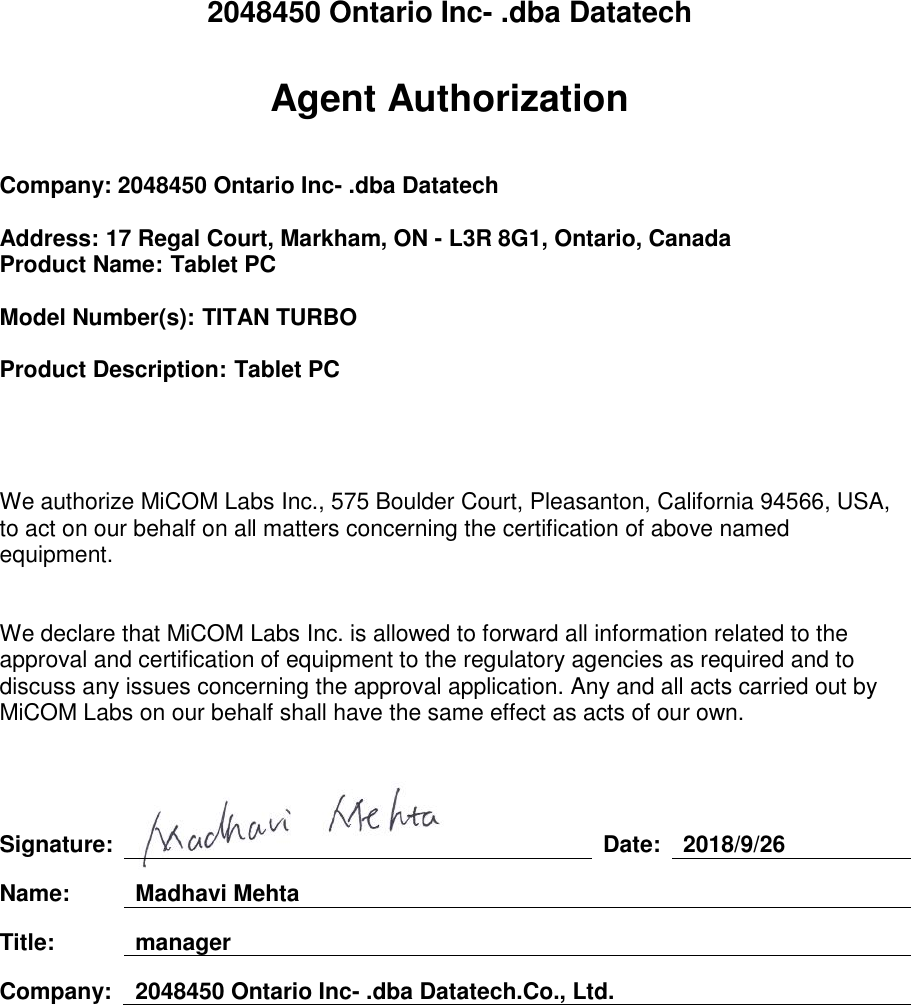 2048450 Ontario Inc- .dba Datatech
Agent Authorization
Company: 2048450 Ontario Inc- .dba Datatech
Address: 17 Regal Court, Markham, ON - L3R 8G1, Ontario, Canada
Product Name: Tablet PC
Model Number(s): TITAN TURBO
Product Description: Tablet PC
We authorize MiCOM Labs Inc., 575 Boulder Court, Pleasanton, California 94566, USA,
to act on our behalf on all matters concerning the certification of above named
equipment.
We declare that MiCOM Labs Inc. is allowed to forward all information related to the
approval and certification of equipment to the regulatory agencies as required and to
discuss any issues concerning the approval application. Any and all acts carried out by
MiCOM Labs on our behalf shall have the same effect as acts of our own.
Signature: Madhavi Mehta Date: 2018/9/26
Name: Madhavi Mehta
Title: manager
Company: 2048450 Ontario Inc- .dba Datatech.Co., Ltd.